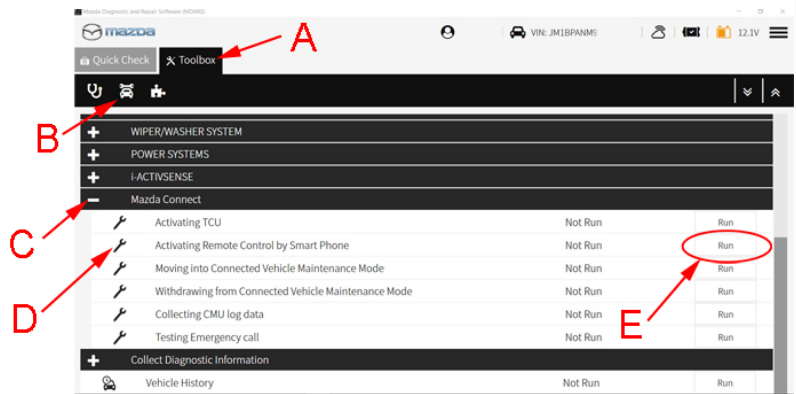 Mazda Diagnostic and Repair Software (MDARS)
mazda
VIN: JM1BPANM9
12.1V
Quick Check
Toolbox
A
B
WIPER/WASHER SYSTEM
POWER SYSTEMS
i-ACTIVSENSE
C
Mazda Connect
Activating TCU Not Run Run
Activating Remote Control by Smart Phone Not Run Run
Moving into Connected Vehicle Maintenance Mode Not Run Run
D
Withdrawing from Connected Vehicle Maintenance Mode Not Run Run
Collecting CMU log data Not Run Run
E
Testing Emergency call Not Run Run
Collect Diagnostic Information
Vehicle History Not Run Run